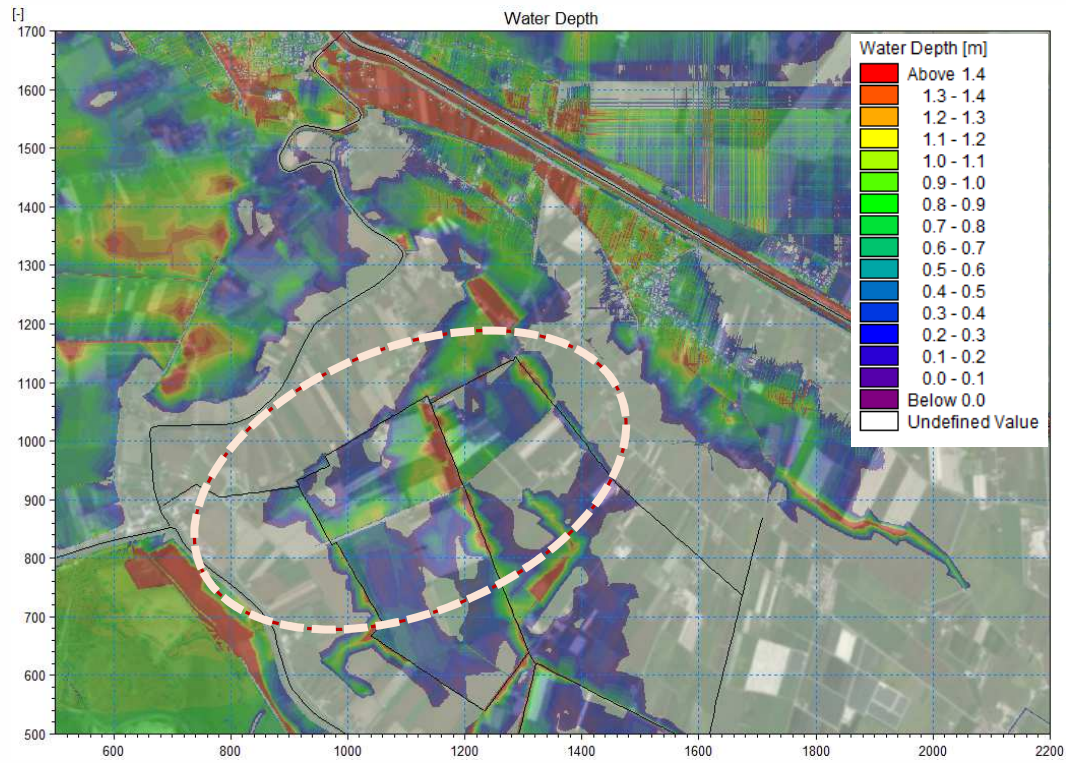 [-]
Water Depth
1700
1600
1500
1400
1300
1200
1100
1000
900
800
700
600
500
600
800
1000
1200
1400
1600
1800
2000
2200
Water Depth [m]
Above 1.4
1.3 - 1.4
1.2 - 1.3
1.1 - 1.2
1.0 - 1.1
0.9 - 1.0
0.8 - 0.9
0.7 - 0.8
0.6 - 0.7
0.5 - 0.6
0.4 - 0.5
0.3 - 0.4
0.2 - 0.3
0.1 - 0.2
0.0 - 0.1
Below 0.0
Undefined Value